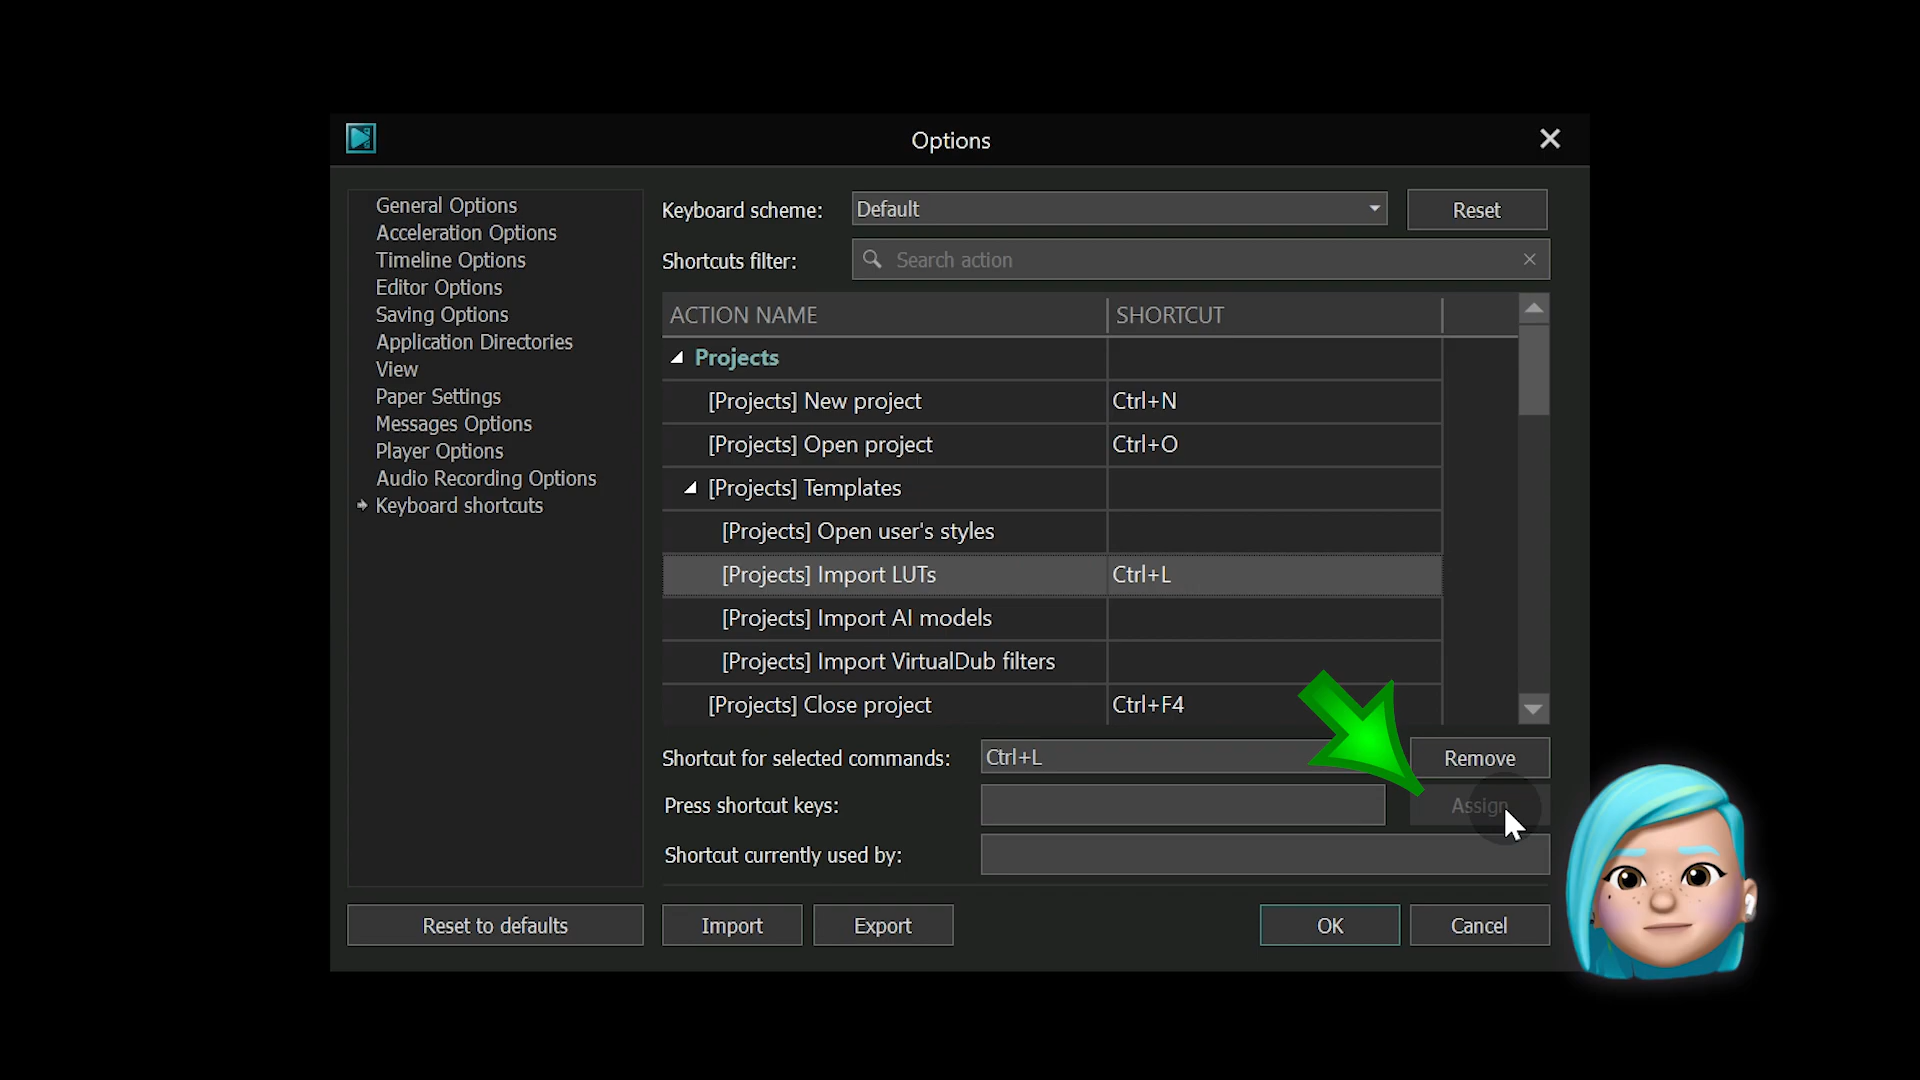 Options
General Options
Acceleration Options
Timeline Options
Editor Options
Saving Options
Application Directories
View
Paper Settings
Messages Options
Player Options
Audio Recording Options
Keyboard shortcuts
Keyboard scheme: Default Reset
Shortcuts filter: Search action
ACTION NAME SHORTCUT
Projects
[Projects] New project Ctrl+N
[Projects] Open project Ctrl+O
[Projects] Templates
[Projects] Open user's styles
[Projects] Import LUTs Ctrl+L
[Projects] Import AI models
[Projects] Import VirtualDub filters
[Projects] Close project Ctrl+F4
Shortcut for selected commands: Ctrl+L Remove
Press shortcut keys: Assign
Shortcut currently used by:
Reset to defaults Import Export OK Cancel